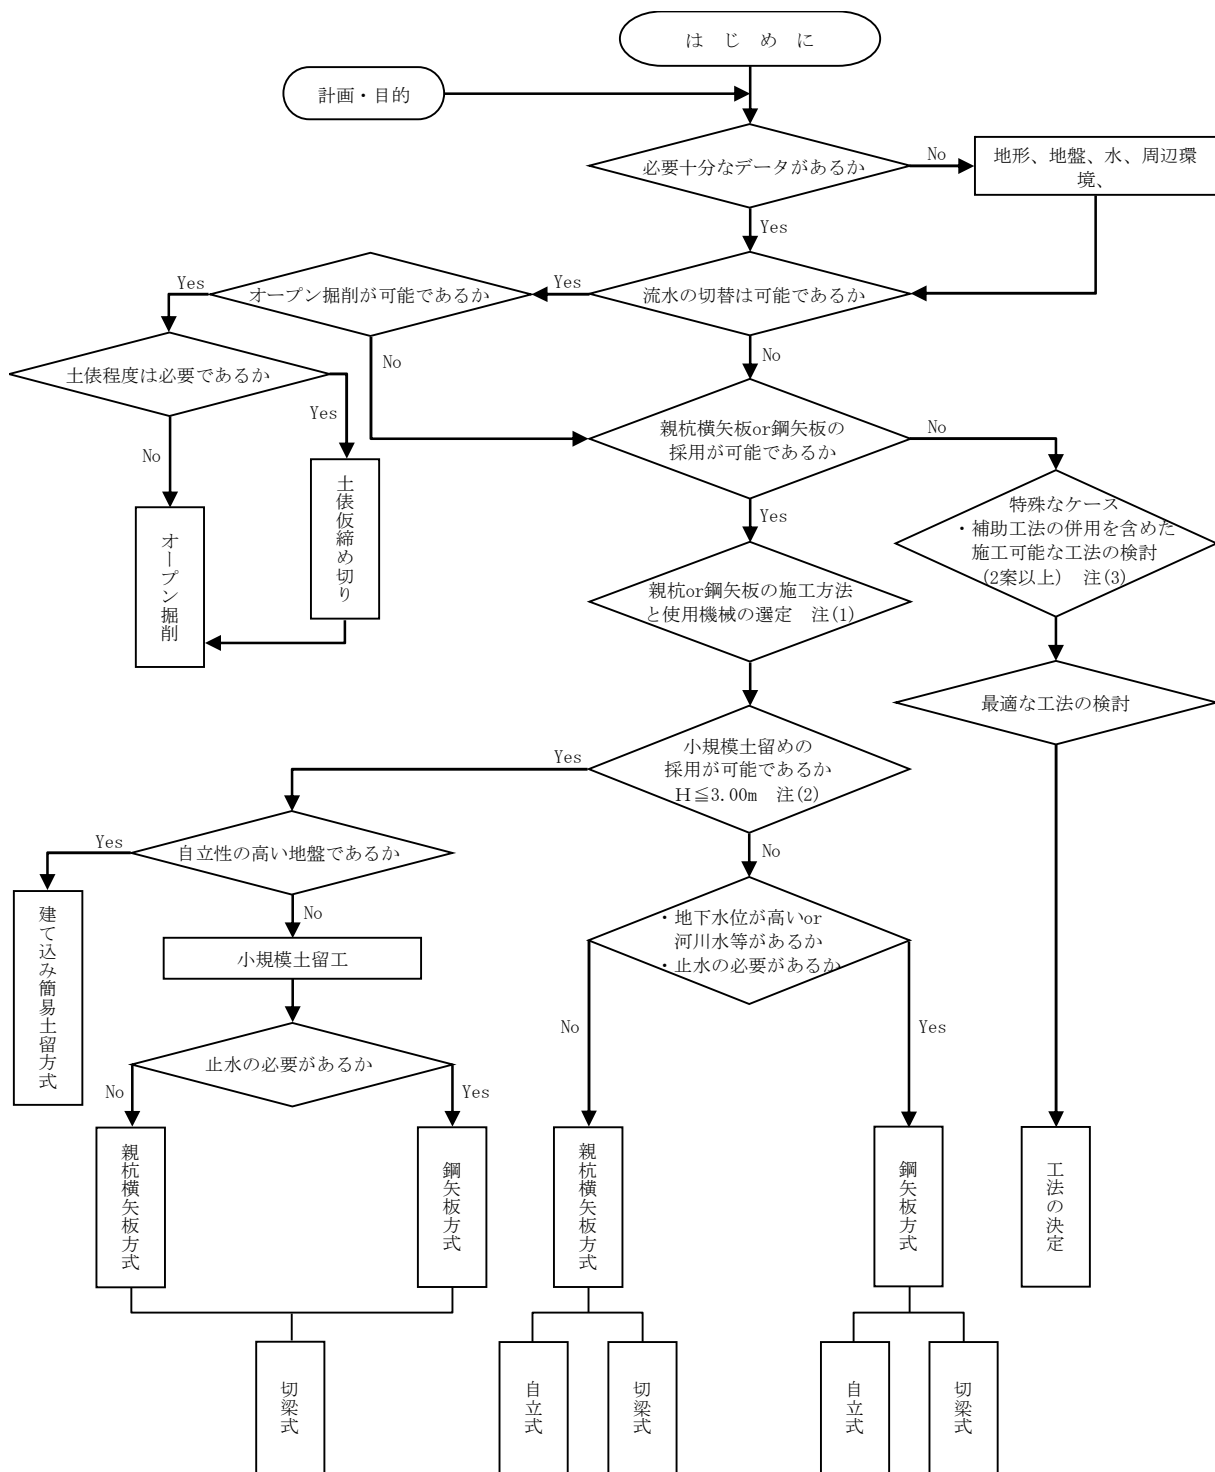 はじめに
計画・目的
必要十分なデータがあるか
No
地形、地盤、水、周辺環
境、
Yes
Yes
オープン掘削が可能であるか
Yes
流水の切替は可能であるか
No
No
土俵程度は必要であるか
Yes
No
親杭横矢板or鋼矢板の
採用が可能であるか
No
土俵仮締め切り
オープン掘削
Yes
特殊なケース
・補助工法の併用を含めた
施工可能な工法の検討
(2案以上) 注(3)
親杭or鋼矢板の施工方法
と使用機械の選定 注(1)
最適な工法の検討
Yes
小規模土留めの
採用が可能であるか
H≦3.00m 注(2)
Yes
自立性の高い地盤であるか
No
No
建て込み簡易土留方式
小規模土留工
・地下水位が高いor
河川水等があるか
・止水の必要があるか
No
Yes
止水の必要があるか
No
Yes
親杭横矢板方式
鋼矢板方式
親杭横矢板方式
鋼矢板方式
工法の決定
切梁式
自立式
切梁式
自立式
切梁式